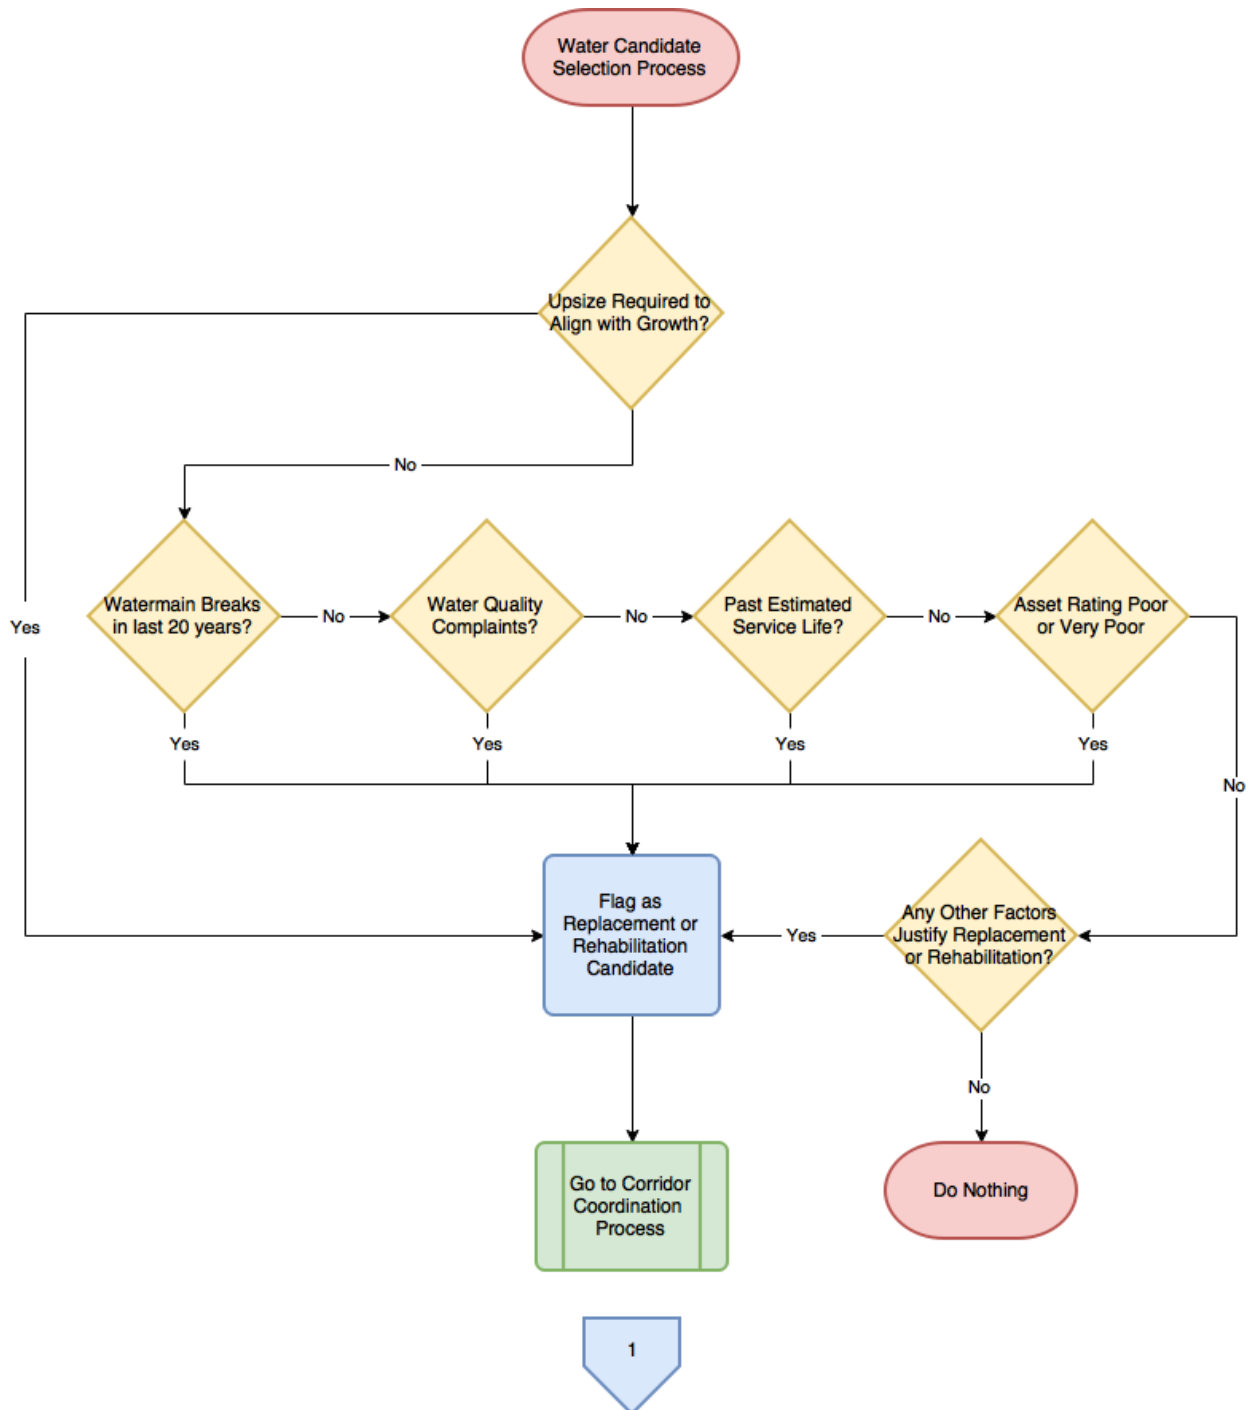 Water Candidate
Selection Process
Upsize Required to
Align with Growth?
No
Yes
Watermain Breaks
in last 20 years?
No
Water Quality
Complaints?
No
Past Estimated
Service Life?
No
Asset Rating Poor
or Very Poor
Yes
Yes
Yes
Yes
No
Flag as
Replacement or
Rehabilitation
Candidate
Yes
Any Other Factors
Justify Replacement
or Rehabilitation?
No
Go to Corridor
Coordination
Process
Do Nothing
1